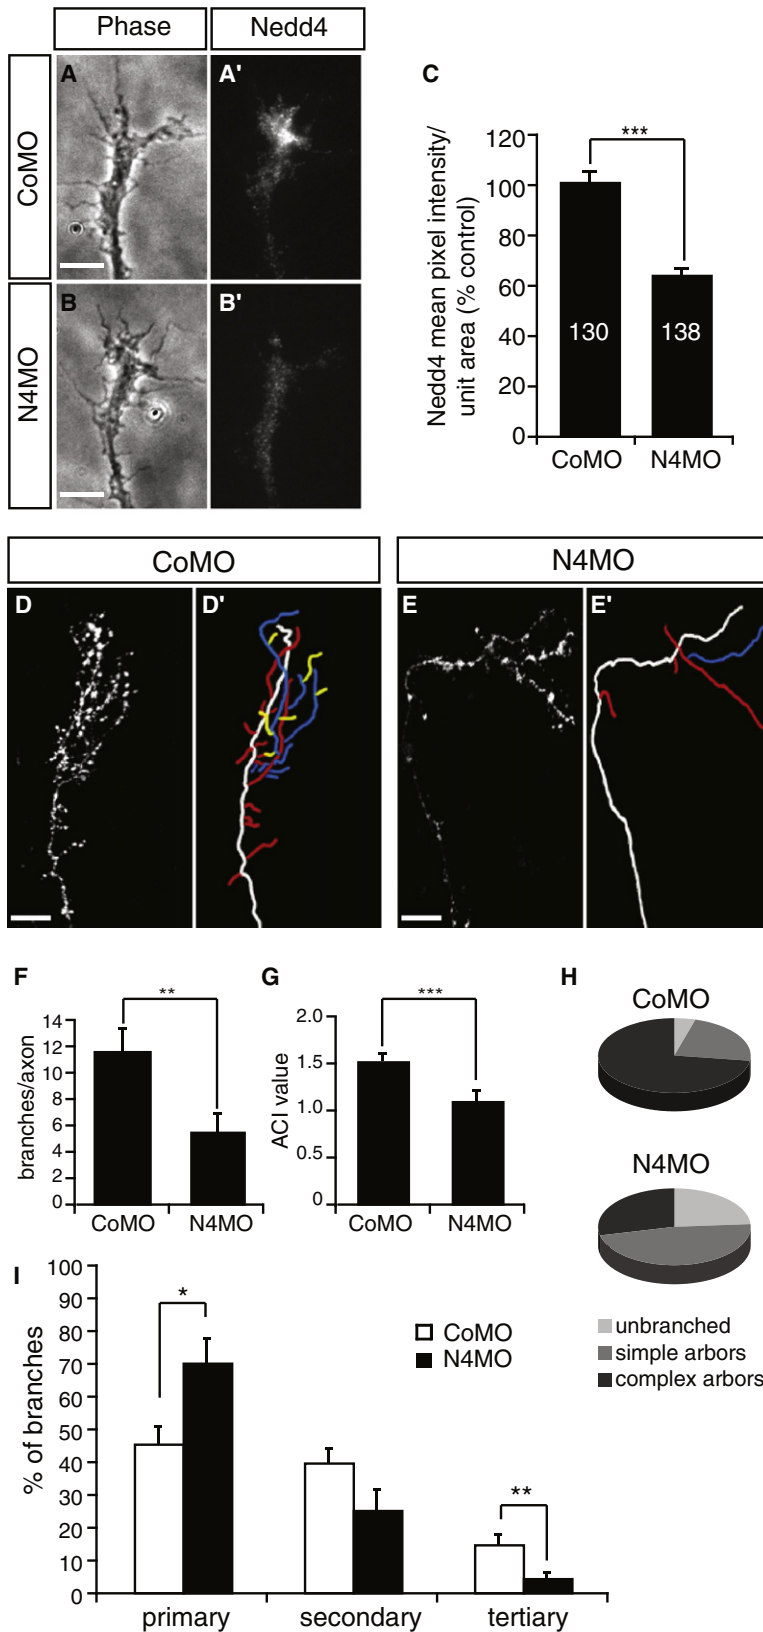 Phase
Nedd4
CoMO
N4MO
A
A'
B
B'
C
Nedd4 mean pixel intensity/
unit area (% control)
120
100
80
60
40
20
0
***
130
138
CoMO
N4MO
CoMO
N4MO
D
D'
E
E'
F
branches/axon
14
12
10
8
6
4
2
0
**
CoMO
N4MO
G
ACI value
2.0
1.5
1.0
0.5
0
***
CoMO
N4MO
H
CoMO
N4MO
unbranched
simple arbors
complex arbors
I
% of branches
100
90
80
70
60
50
40
30
20
10
0
*
**
CoMO
N4MO
primary
secondary
tertiary